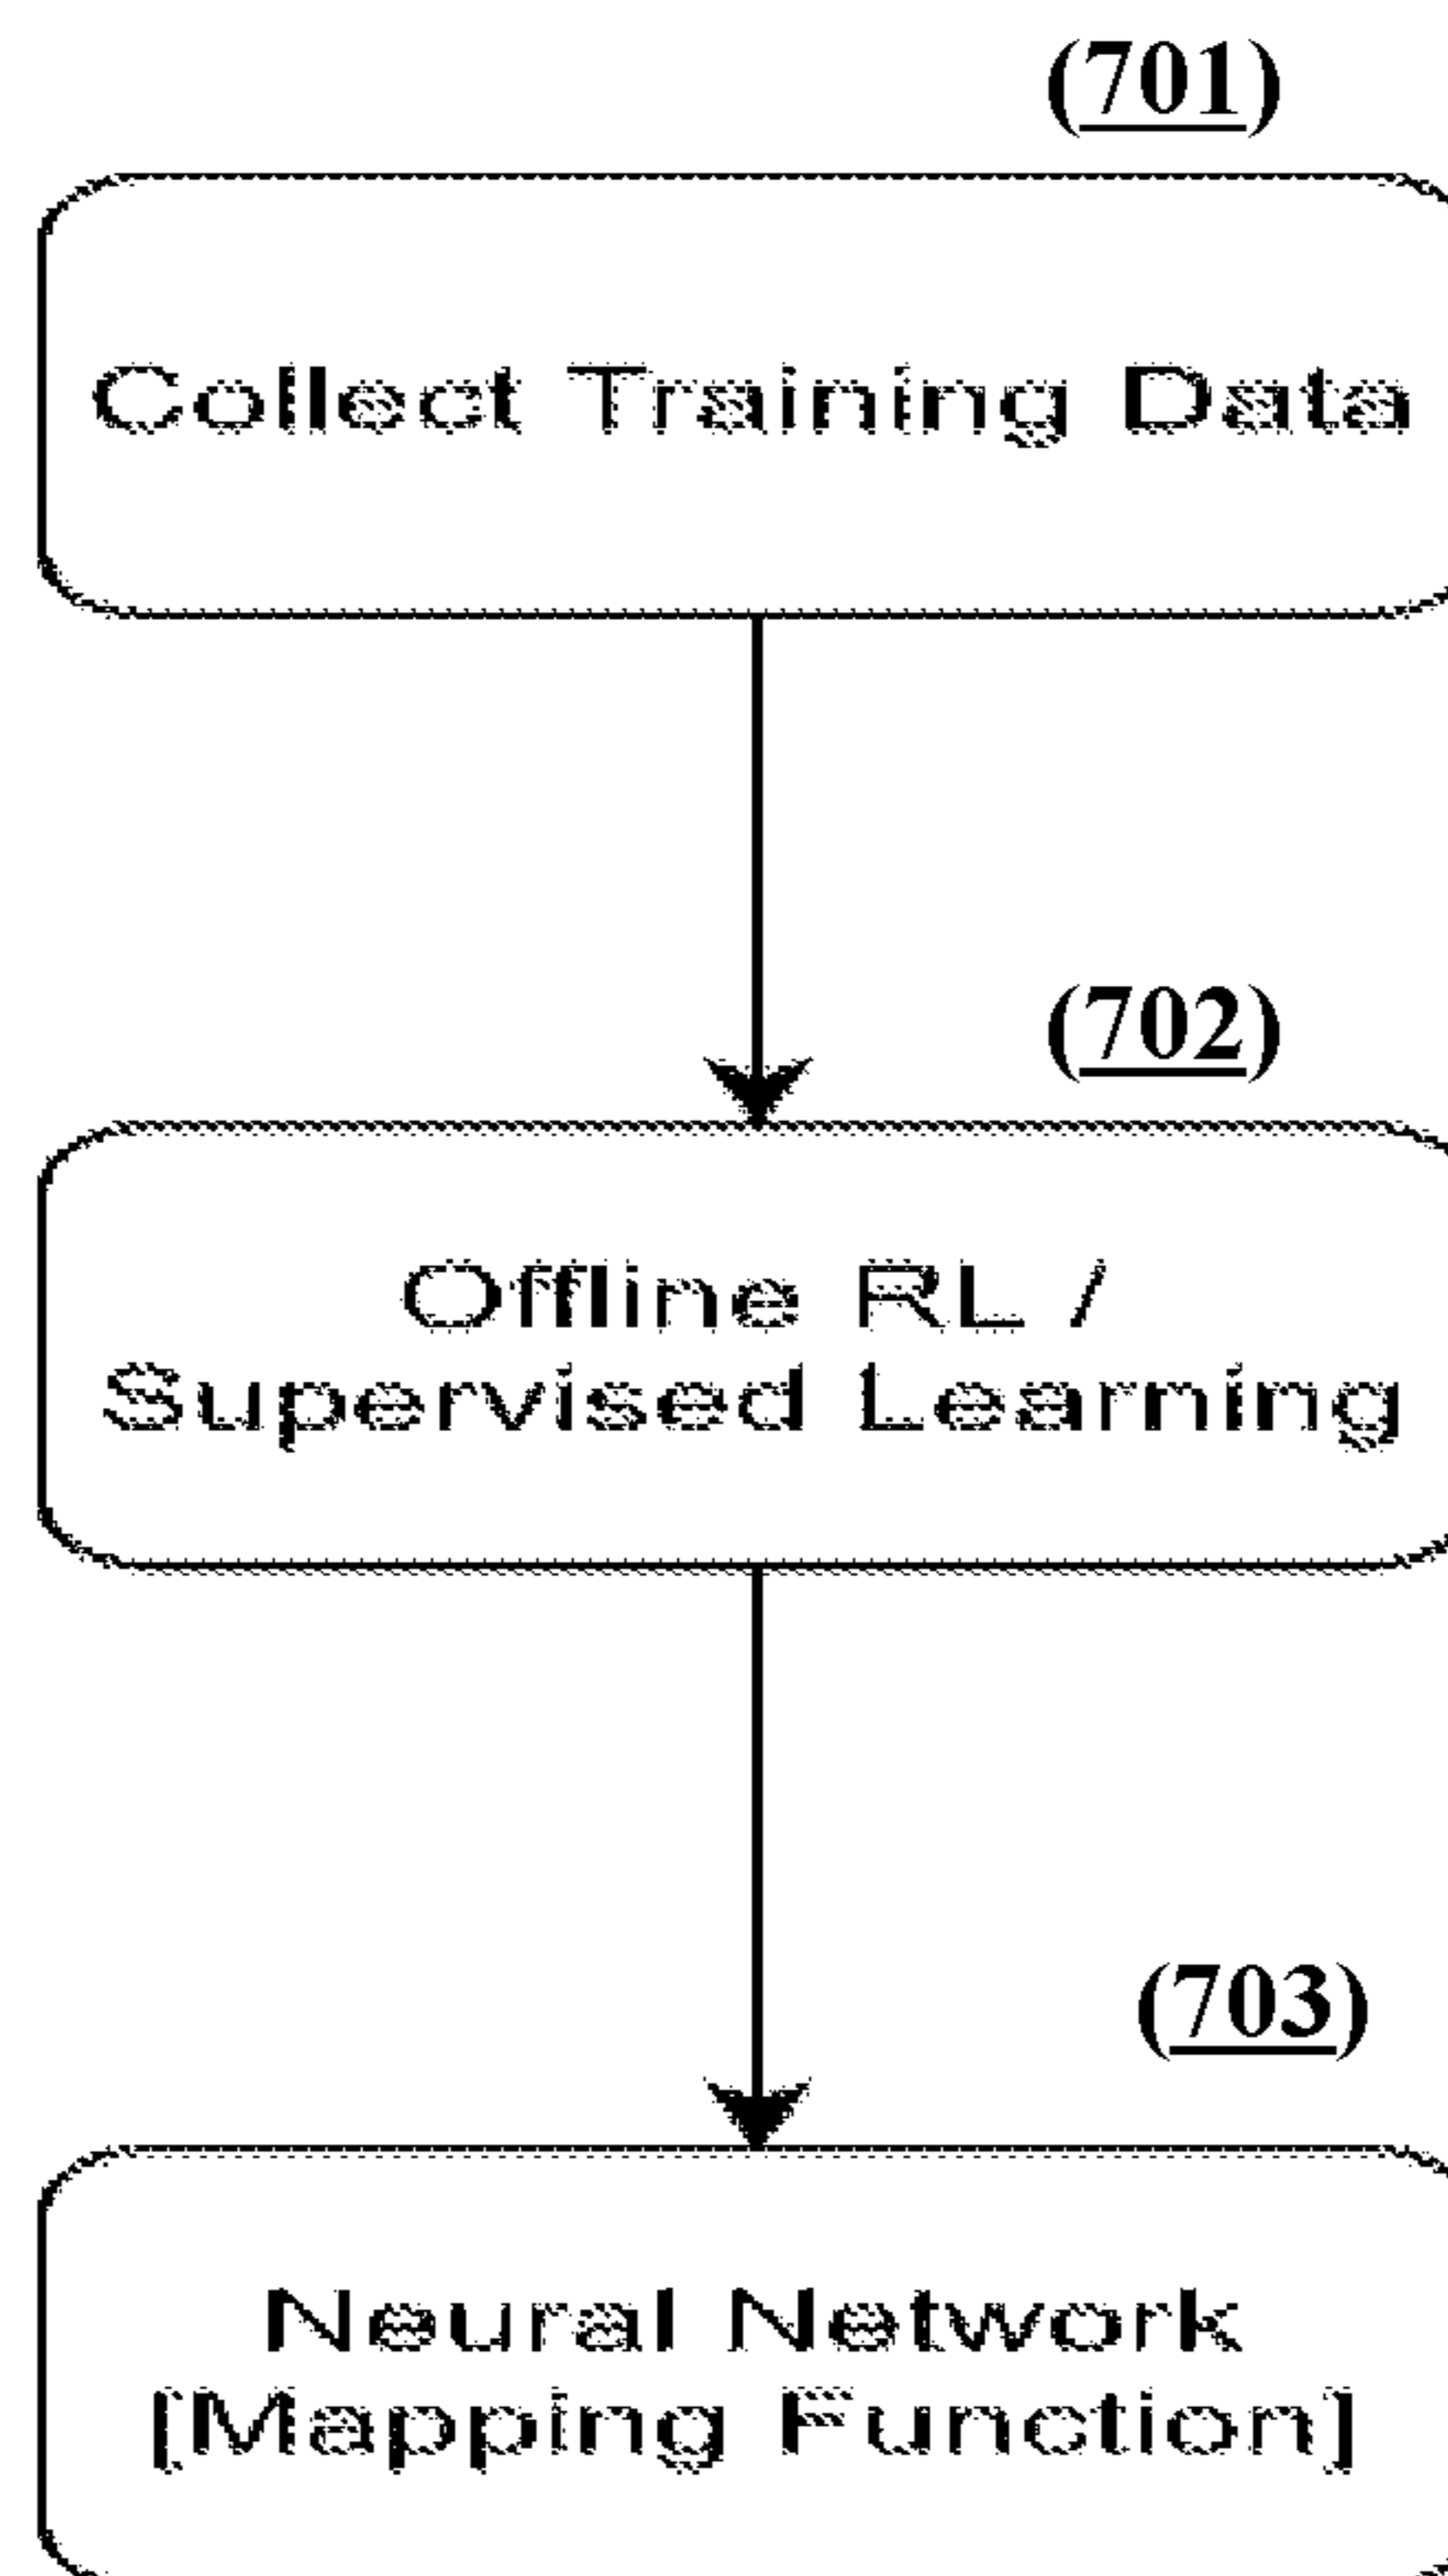 (701)
Collect Training Data
(702)
Offline RL /
Supervised Learning
(703)
Neural Network
[Mapping Function]